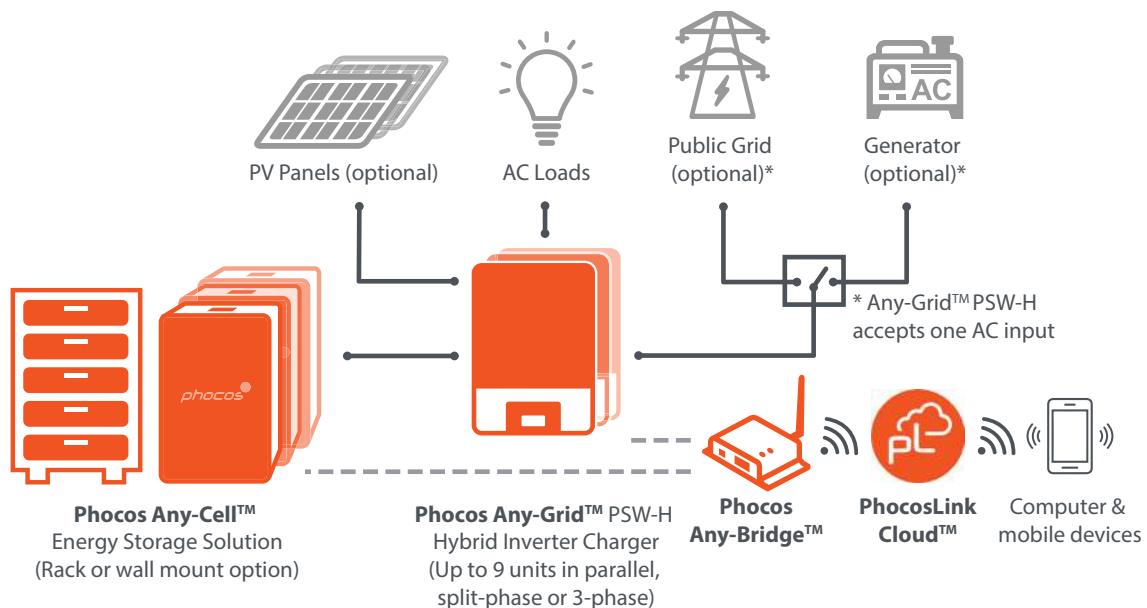 AC
PV Panels (optional)
AC Loads
Public Grid
(optional)*
Generator
(optional)*
* Any-Grid™ PSW-H
accepts one AC input
phocos
pL
Phocos Any-Cell™
Energy Storage Solution
(Rack or wall mount option)
Phocos Any-Grid™ PSW-H
Hybrid Inverter Charger
(Up to 9 units in parallel,
split-phase or 3-phase)
Phocos
Any-Bridge™
PhocosLink
Cloud™
Computer &
mobile devices